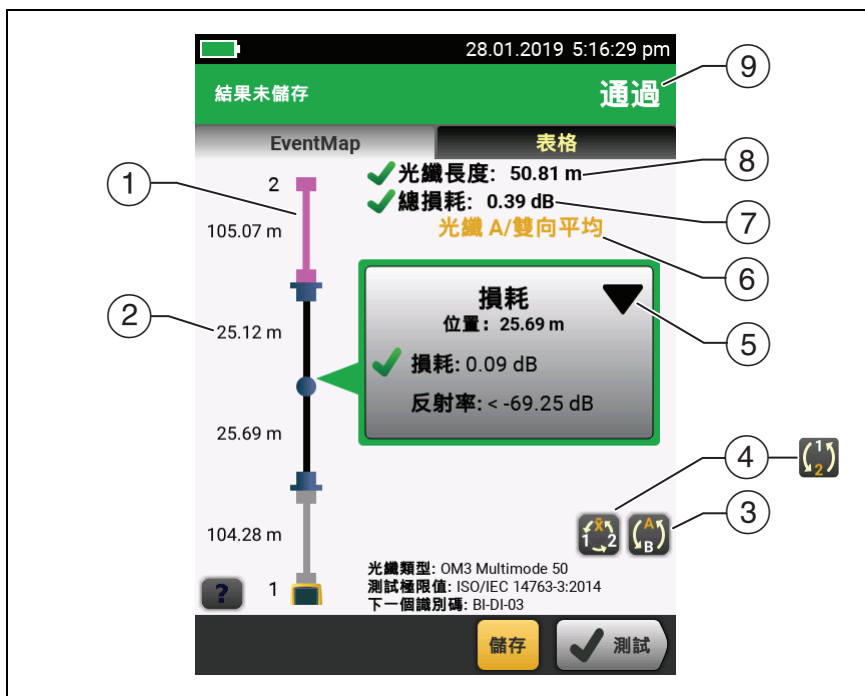 28.01.2019 5:16:29 pm
結果未儲存
通過
9
EventMap
表格
光纖長度: 50.81 m
8
1
2
總損耗: 0.39 dB
7
105.07 m
光纖 A/雙向平均
6
損耗
位置: 25.69 m
2
25.12 m
5
損耗: 0.09 dB
反射率: < -69.25 dB
25.69 m
4
1
2
104.28 m
1 x̄ 2
A
B
3
光纖類型: OM3 Multimode 50
?
1
測試極限值: ISO/IEC 14763-3:2014
下一個識別碼: BI-DI-03
儲存
測試